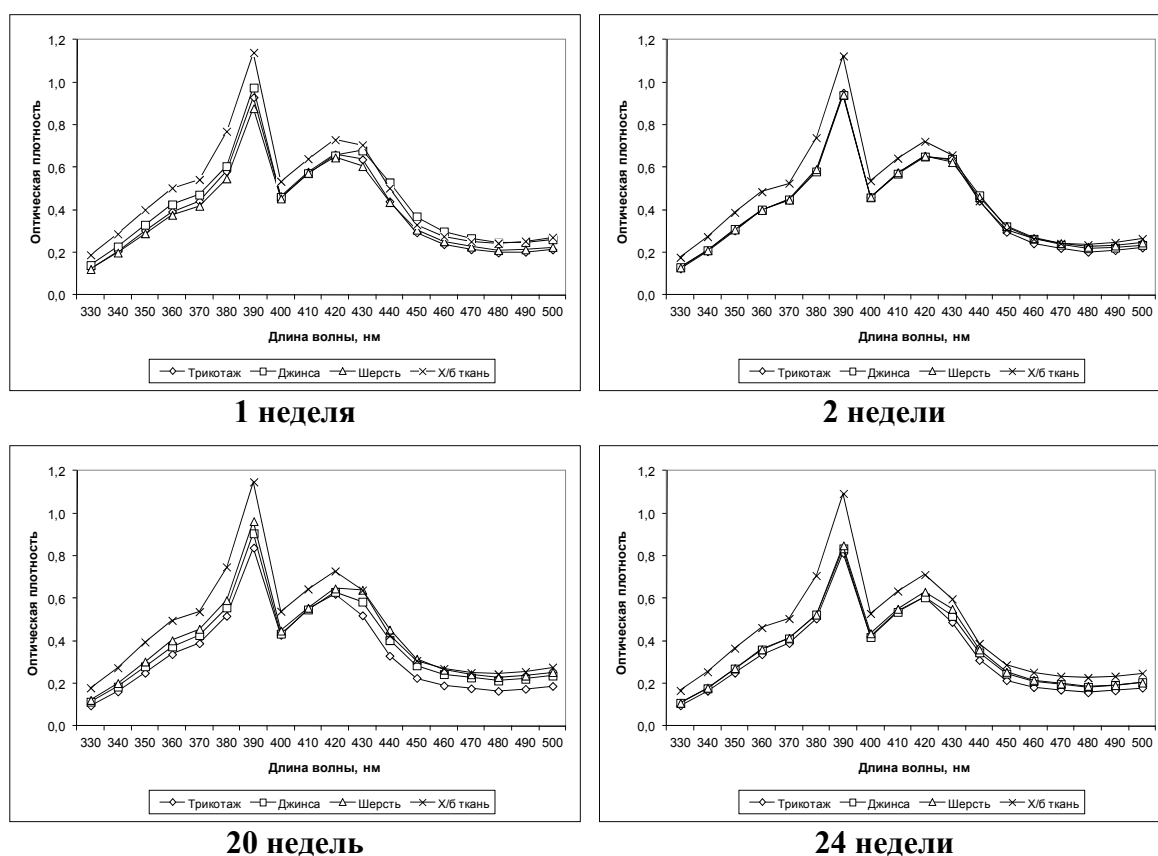 1,2
1,0
0,8
0,6
0,4
0,2
0,0
Оптическая плотность
330 340 350 360 370 380 390 400 410 420 430 440 450 460 470 480 490 500
Длина волны, нм
Трикотаж Джинса Шерсть Х/б ткань
1 неделя
1,2
1,0
0,8
0,6
0,4
0,2
0,0
Оптическая плотность
330 340 350 360 370 380 390 400 410 420 430 440 450 460 470 480 490 500
Длина волны, нм
Трикотаж Джинса Шерсть Х/б ткань
2 недели
1,2
1,0
0,8
0,6
0,4
0,2
0,0
Оптическая плотность
330 340 350 360 370 380 390 400 410 420 430 440 450 460 470 480 490 500
Длина волны, нм
Трикотаж Джинса Шерсть Х/б ткань
20 недель
1,2
1,0
0,8
0,6
0,4
0,2
0,0
Оптическая плотность
330 340 350 360 370 380 390 400 410 420 430 440 450 460 470 480 490 500
Длина волны, нм
Трикотаж Джинса Шерсть Х/б ткань
24 недели